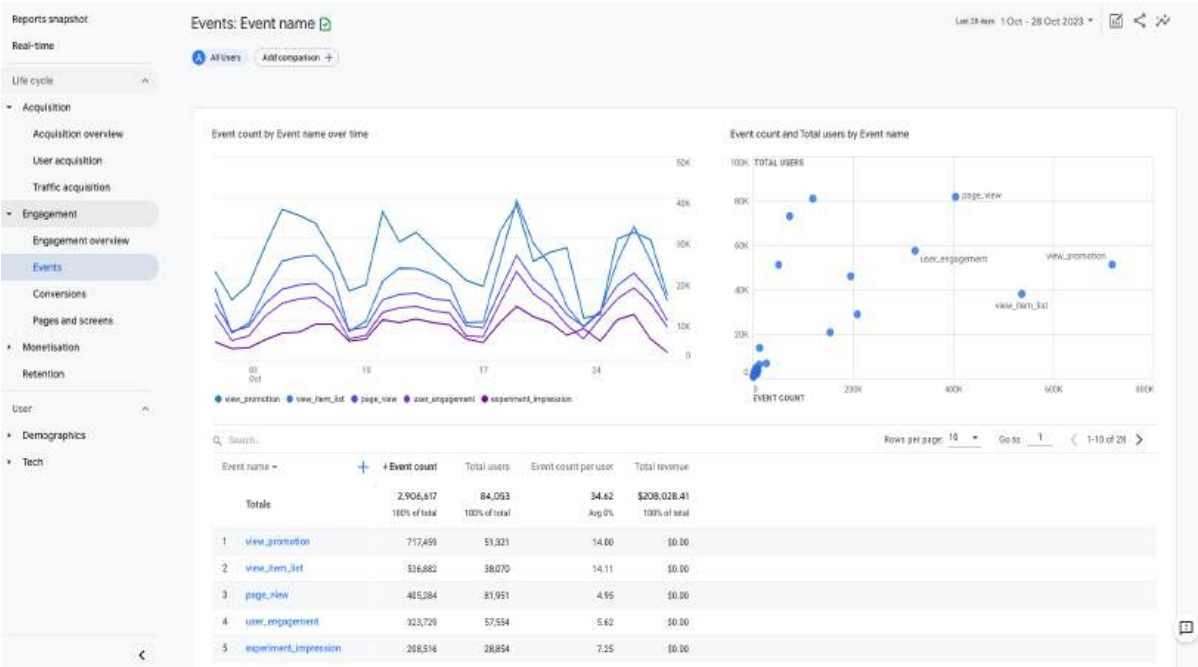 Reports snapshot
Real-time
Life cycle
Acquisition
Acquisition overview
User acquisition
Traffic acquisition
Engagement
Engagement overview
Events
Conversions
Pages and screens
Monetisation
Retention
User
Demographics
Tech
Events: Event name
Last 28 days 1 Oct - 28 Oct 2023
A All Users Add comparison +
Event count by Event name over time
50K
40K
30K
20K
10K
0
03 Oct
10
17
24
view_promotion view_item_list page_view user_engagement experiment_impression
Event count and Total users by Event name
100K TOTAL USERS
80K
60K
40K
20K
0
page_view
user_engagement
view_promotion
view_item_list
0 200K 400K 600K 800K
EVENT COUNT
Search..
Rows per page: 10 Go to: 1 1-10 of 28
Event name + Event count Total users Event count per user Total revenue
Totals 2,906,617 84,053 34.62 $208,028.41
100% of total 100% of total Avg 0% 100% of total
1 view_promotion 717,459 51,321 14.00 $0.00
2 view_item_list 536,882 38,070 14.11 $0.00
3 page_view 405,284 81,951 4.95 $0.00
4 user_engagement 323,729 57,554 5.62 $0.00
5 experiment_impression 208,516 28,854 7.25 $0.00